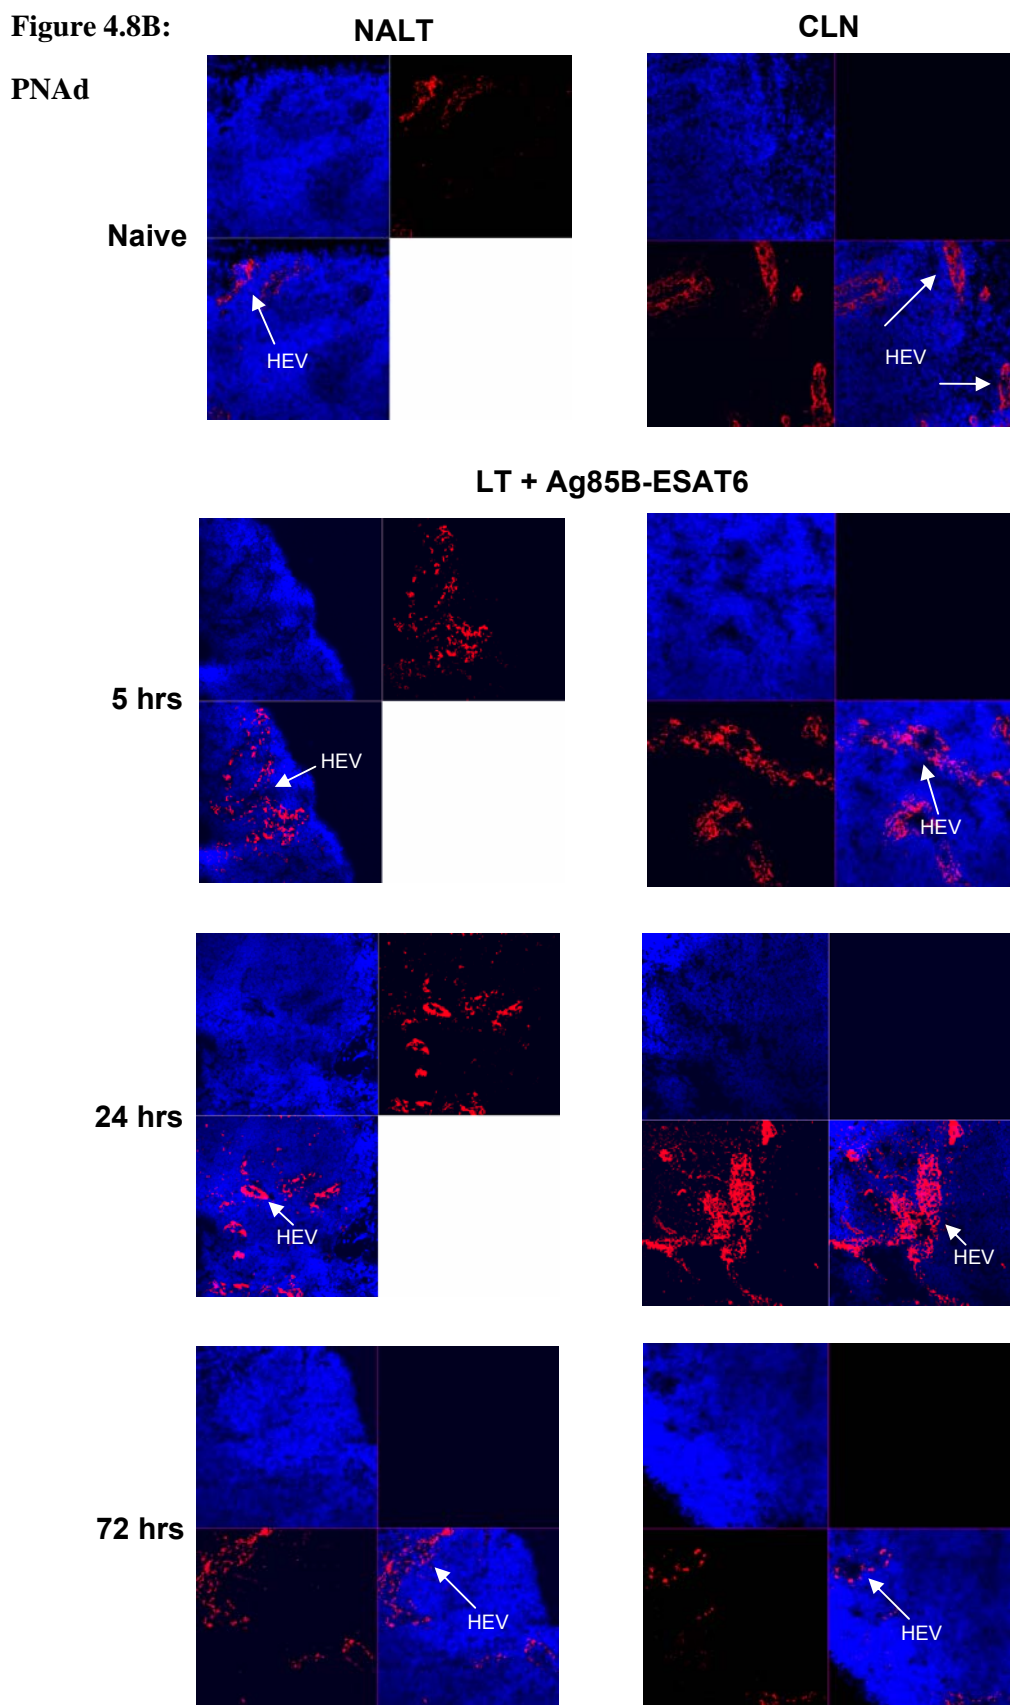 Figure 4.8B:
NALT
CLN
PNAd
Naive
HEV
HEV
LT + Ag85B-ESAT6
5 hrs
HEV
HEV
24 hrs
HEV
HEV
72 hrs
HEV
HEV